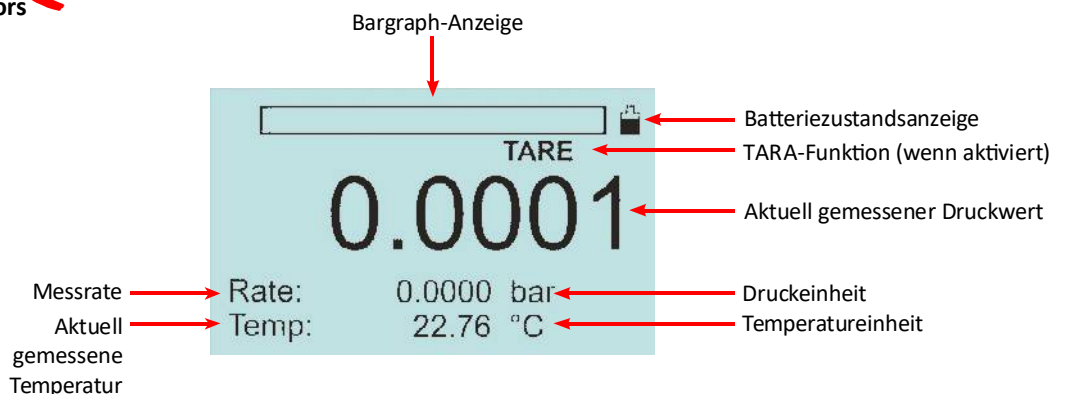 ors
Bargraph-Anzeige
Batteriezustandsanzeige
TARE
TARA-Funktion (wenn aktiviert)
0.0001
Aktuell gemessener Druckwert
Messrate
Rate: 0.0000 bar
Druckeinheit
Aktuell
gemessene
Temperatur
Temp: 22.76 °C
Temperatureinheit